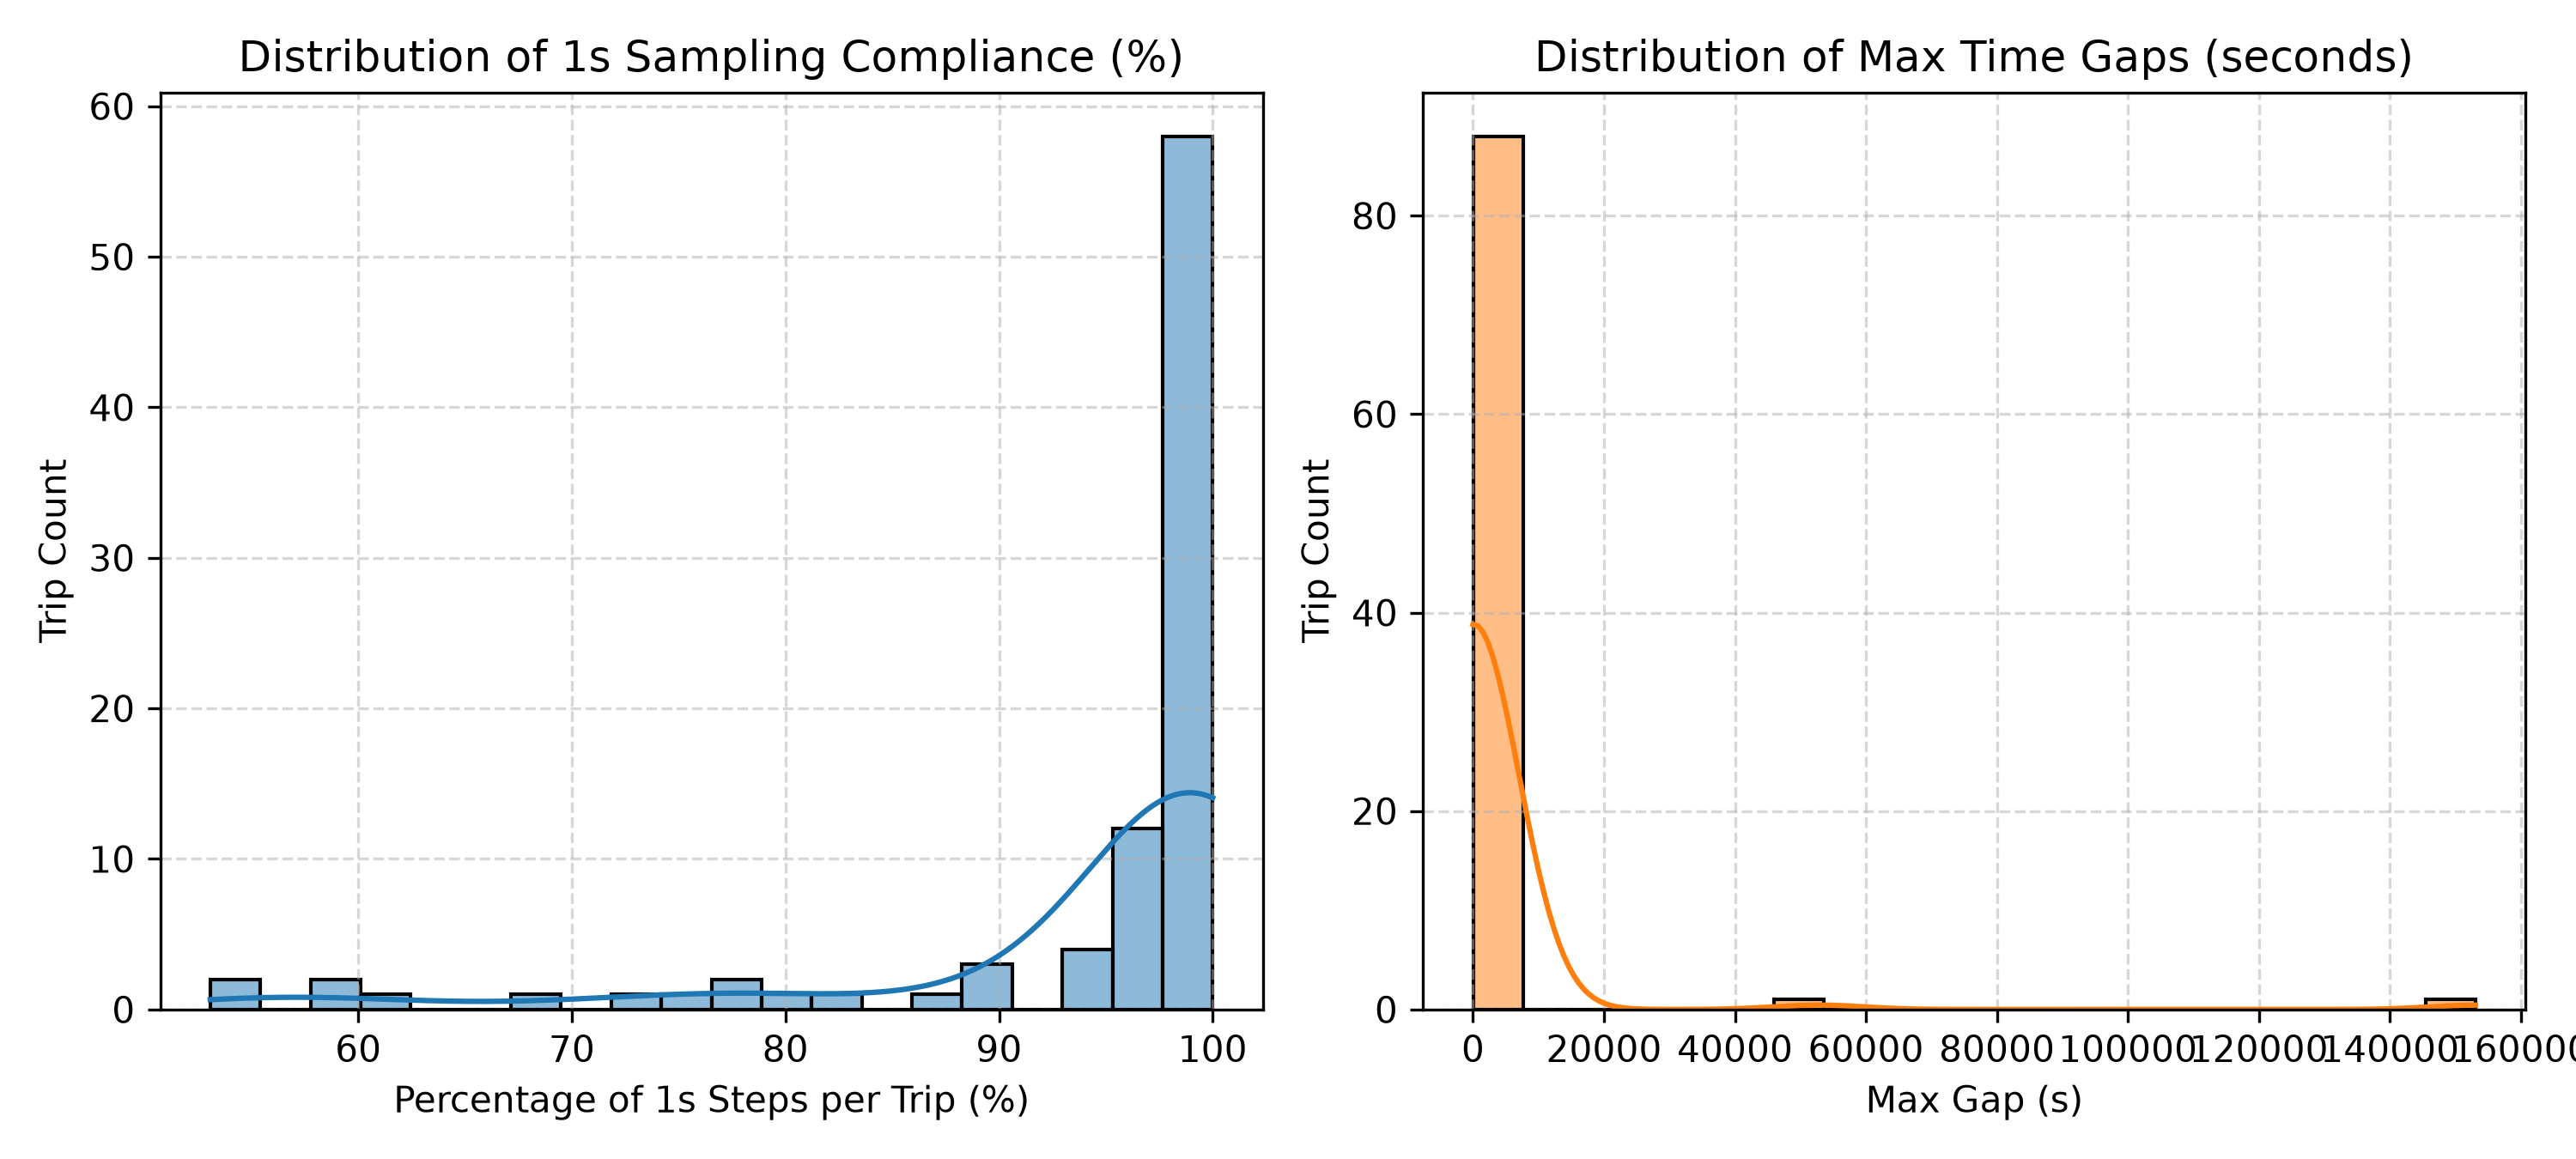 Distribution of 1s Sampling Compliance (%)
60
50
40
30
20
10
0
Trip Count
60 70 80 90 100
Percentage of 1s Steps per Trip (%)
Distribution of Max Time Gaps (seconds)
80
60
40
20
0
Trip Count
0 20000 40000 60000 80000 100000 120000 140000 160000
Max Gap (s)